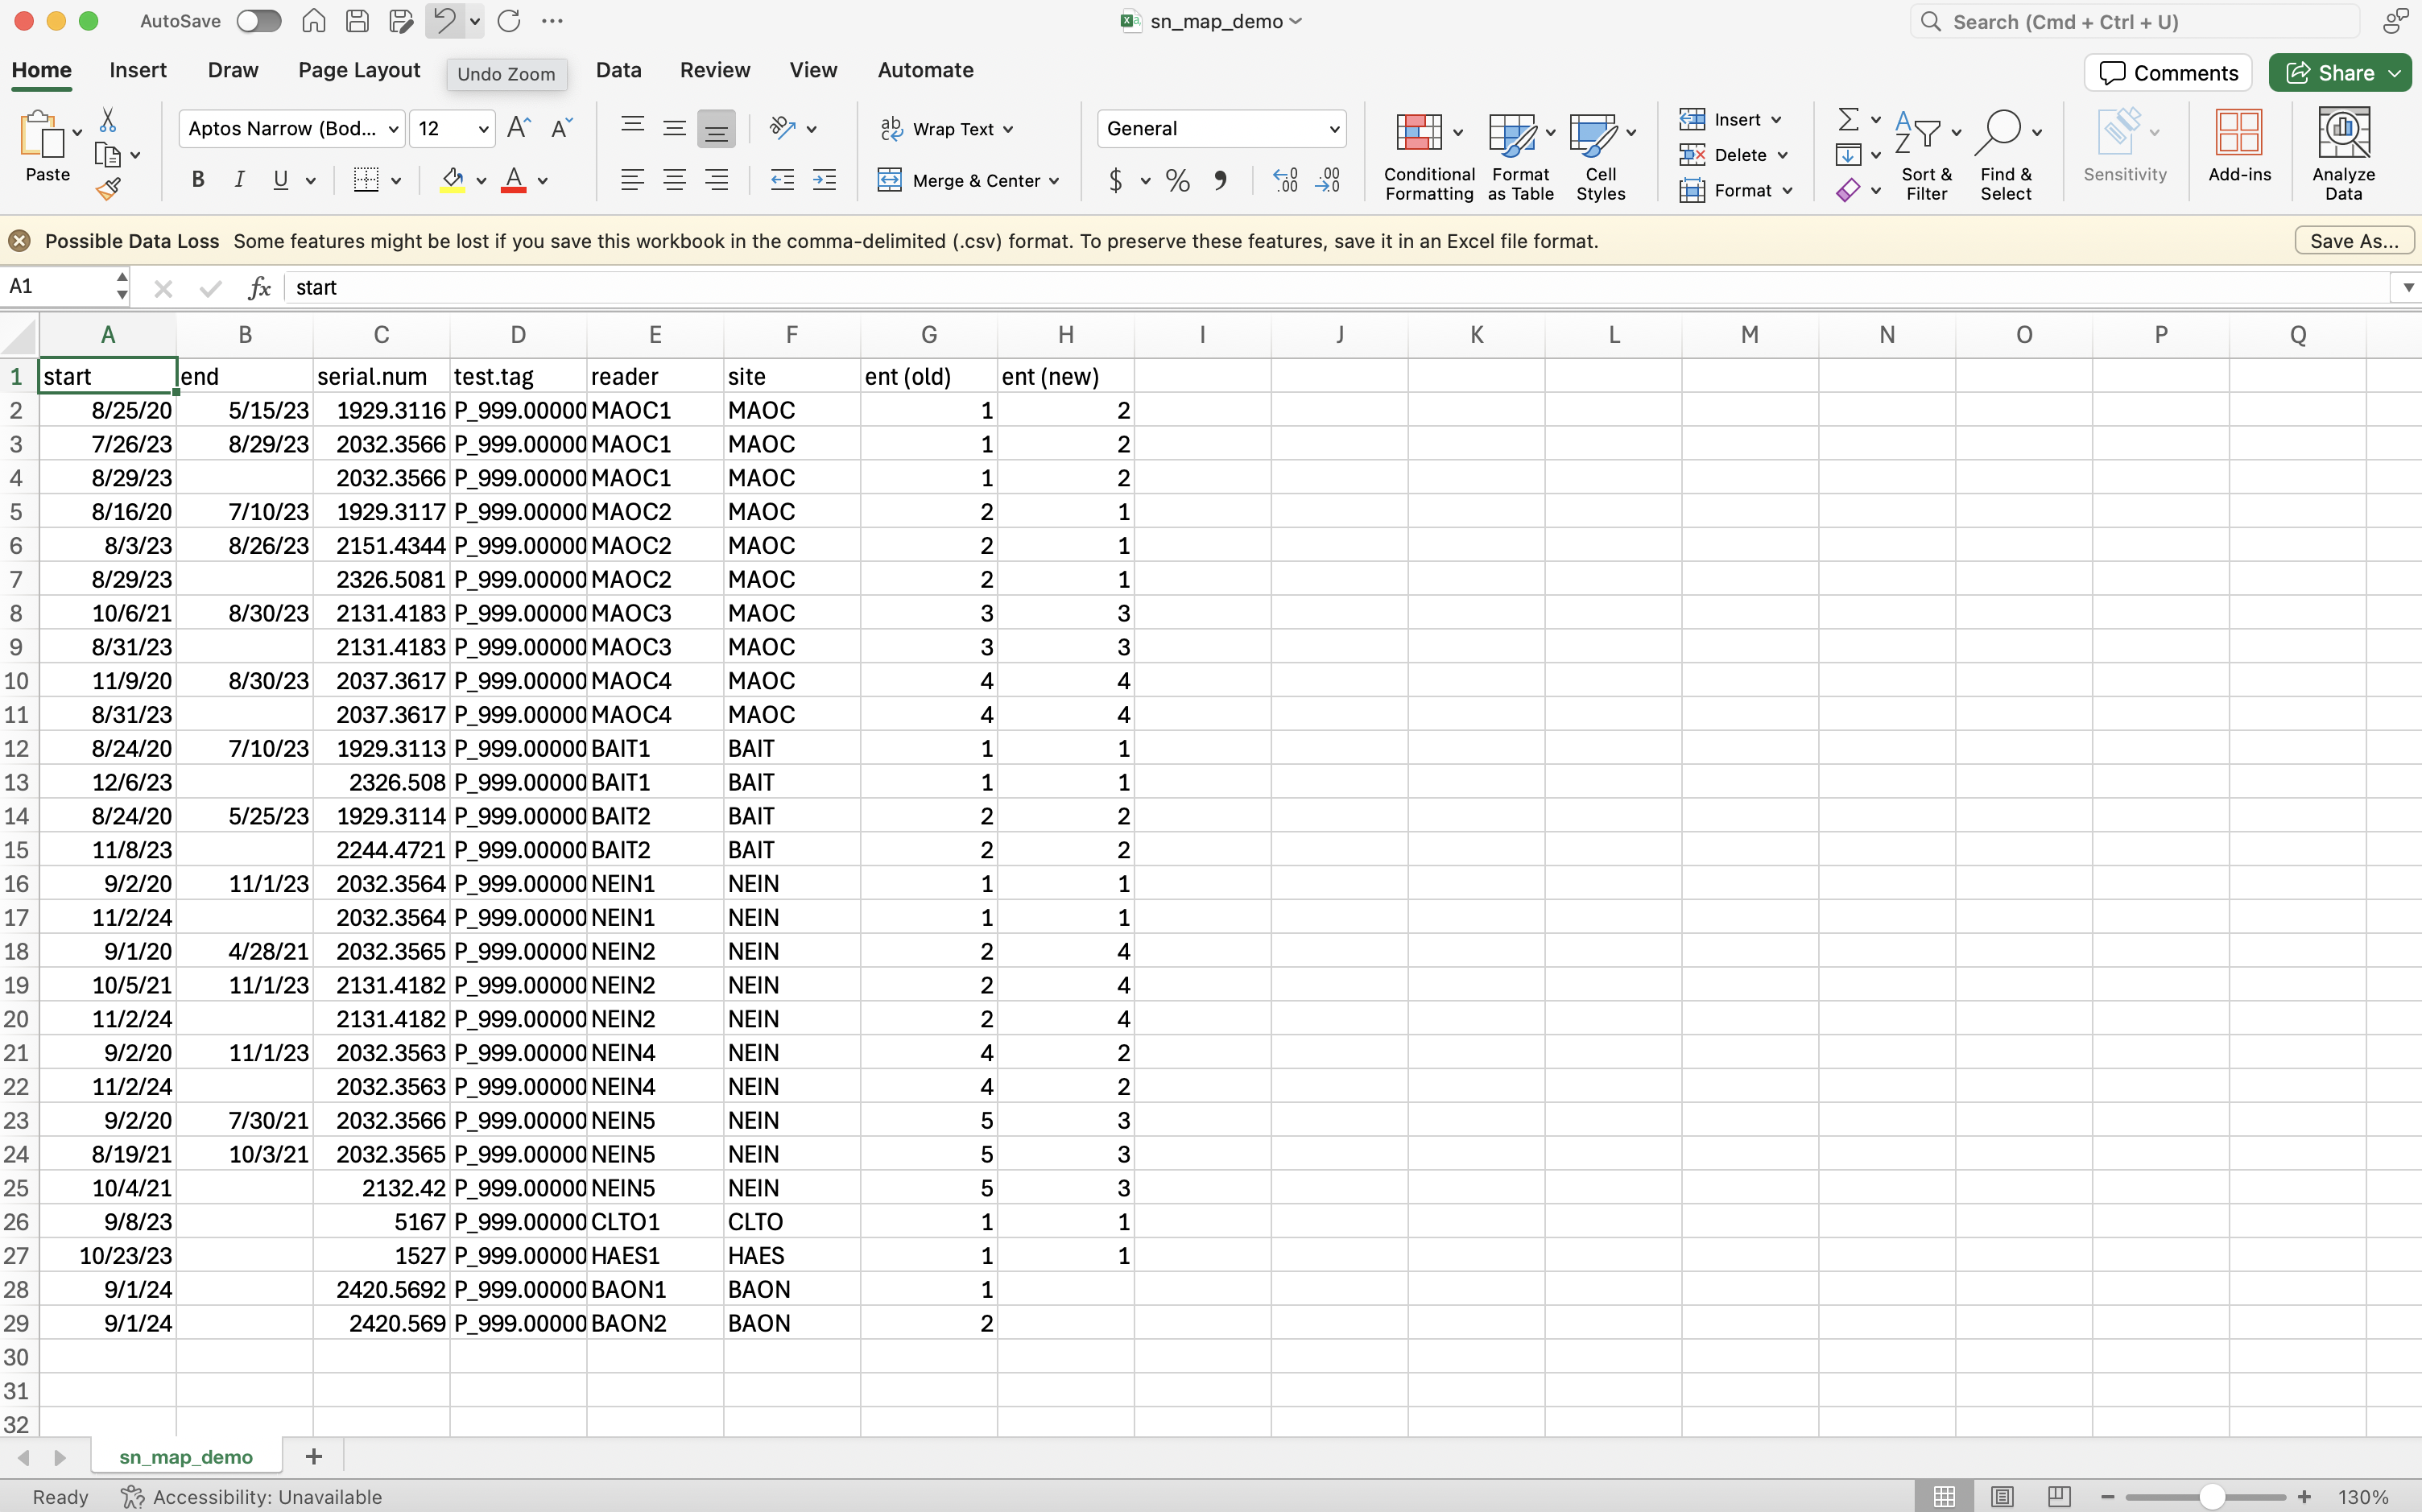 AutoSave
sn_map_demo
Search (Cmd + Ctrl + U)
Home Insert Draw Page Layout Undo Zoom Data Review View Automate Comments Share
Paste
Aptos Narrow (Bod... 12
B I U
Wrap Text
Merge & Center
General
$ % 9
Conditional Formatting
Format as Table
Cell Styles
Insert
Delete
Format
Sort & Filter
Find & Select
Sensitivity
Add-ins
Analyze Data
Possible Data Loss Some features might be lost if you save this workbook in the comma-delimited (.csv) format. To preserve these features, save it in an Excel file format. Save As...
A1 fx start
A B C D E F G H I J K L M N O P Q
1 start end serial.num test.tag reader site ent (old) ent (new)
2 8/25/20 5/15/23 1929.3116 P_999.00000 MAOC1 MAOC 1 2
3 7/26/23 8/29/23 2032.3566 P_999.00000 MAOC1 MAOC 1 2
4 8/29/23 2032.3566 P_999.00000 MAOC1 MAOC 1 2
5 8/16/20 7/10/23 1929.3117 P_999.00000 MAOC2 MAOC 2 1
6 8/3/23 8/26/23 2151.4344 P_999.00000 MAOC2 MAOC 2 1
7 8/29/23 2326.5081 P_999.00000 MAOC2 MAOC 2 1
8 10/6/21 8/30/23 2131.4183 P_999.00000 MAOC3 MAOC 3 3
9 8/31/23 2131.4183 P_999.00000 MAOC3 MAOC 3 3
10 11/9/20 8/30/23 2037.3617 P_999.00000 MAOC4 MAOC 4 4
11 8/31/23 2037.3617 P_999.00000 MAOC4 MAOC 4 4
12 8/24/20 7/10/23 1929.3113 P_999.00000 BAIT1 BAIT 1 1
13 12/6/23 2326.508 P_999.00000 BAIT1 BAIT 1 1
14 8/24/20 5/25/23 1929.3114 P_999.00000 BAIT2 BAIT 2 2
15 11/8/23 2244.4721 P_999.00000 BAIT2 BAIT 2 2
16 9/2/20 11/1/23 2032.3564 P_999.00000 NEIN1 NEIN 1 1
17 11/2/24 2032.3564 P_999.00000 NEIN1 NEIN 1 1
18 9/1/20 4/28/21 2032.3565 P_999.00000 NEIN2 NEIN 2 4
19 10/5/21 11/1/23 2131.4182 P_999.00000 NEIN2 NEIN 2 4
20 11/2/24 2131.4182 P_999.00000 NEIN2 NEIN 2 4
21 9/2/20 11/1/23 2032.3563 P_999.00000 NEIN4 NEIN 4 2
22 11/2/24 2032.3563 P_999.00000 NEIN4 NEIN 4 2
23 9/2/20 7/30/21 2032.3566 P_999.00000 NEIN5 NEIN 5 3
24 8/19/21 10/3/21 2032.3565 P_999.00000 NEIN5 NEIN 5 3
25 10/4/21 2132.42 P_999.00000 NEIN5 NEIN 5 3
26 9/8/23 5167 P_999.00000 CLTO1 CLTO 1 1
27 10/23/23 1527 P_999.00000 HAES1 HAES 1 1
28 9/1/24 2420.5692 P_999.00000 BAON1 BAON 1
29 9/1/24 2420.569 P_999.00000 BAON2 BAON 2
30
31
32
sn_map_demo +
Ready Accessibility: Unavailable 130%